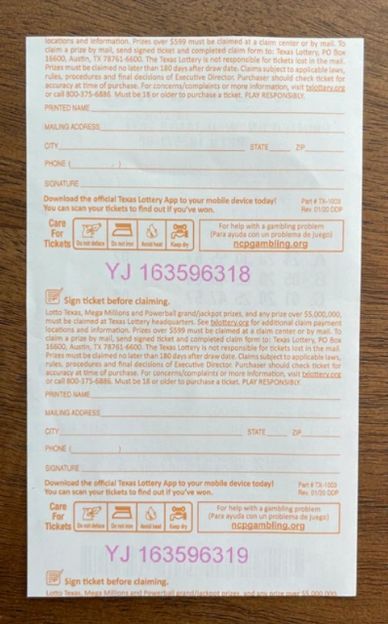 locations and information. Prizes over $599 must be claimed at a claim center or by mail. To
claim a prize by mail, send signed ticket and completed claim form to: Texas Lottery, PO Box
16600, Austin, TX 78761-6600. The Texas Lottery is not responsible for tickets lost in the mail.
Prizes must be claimed no later than 180 days after draw date. Claims subject to applicable laws,
rules, procedures and final decisions of Executive Director. Purchaser should check ticket for
accuracy at time of purchase. For concerns/complaints or more information, visit txlottery.org
or call 800-375-6886. Must be 18 or older to purchase a ticket. PLAY RESPONSIBLY.
PRINTED NAME
MAILING ADDRESS
CITY STATE ZIP
PHONE ( )
SIGNATURE
Download the official Texas Lottery App to your mobile device today! Part # TX-1003
You can scan your tickets to find out if you've won. Rev. 01/20 DDP
Care
For
Tickets
Do not deface Do not iron Avoid heat Keep dry
For help with a gambling problem
(Para ayuda con un problema de juego)
ncpgambling.org
YJ 163596318
Sign ticket before claiming.
Lotto Texas, Mega Millions and Powerball grand/jackpot prizes, and any prize over $5,000,000,
must be claimed at Texas Lottery headquarters. See txlottery.org for additional claim payment
locations and information. Prizes over $599 must be claimed at a claim center or by mail. To
claim a prize by mail, send signed ticket and completed claim form to: Texas Lottery, PO Box
16600, Austin, TX 78761-6600. The Texas Lottery is not responsible for tickets lost in the mail.
Prizes must be claimed no later than 180 days after draw date. Claims subject to applicable laws,
rules, procedures and final decisions of Executive Director. Purchaser should check ticket for
accuracy at time of purchase. For concerns/complaints or more information, visit txlottery.org
or call 800-375-6886. Must be 18 or older to purchase a ticket. PLAY RESPONSIBLY.
PRINTED NAME
MAILING ADDRESS
CITY STATE ZIP
PHONE ( )
SIGNATURE
Download the official Texas Lottery App to your mobile device today! Part # TX-1003
You can scan your tickets to find out if you've won. Rev. 01/20 DDP
Care
For
Tickets
Do not deface Do not iron Avoid heat Keep dry
For help with a gambling problem
(Para ayuda con un problema de juego)
ncpgambling.org
YJ 163596319
Sign ticket before claiming.
Lotto Texas, Mega Millions and Powerball grand/jackpot prizes, and any prize over $5,000,000,